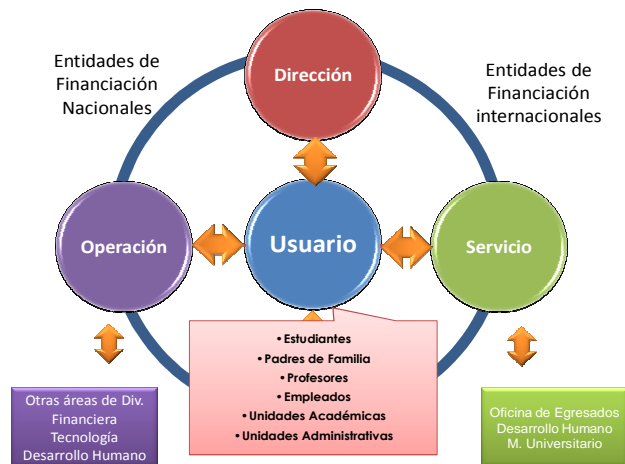 Entidades de
Financiación
Nacionales
Dirección
Entidades de
Financiación
internacionales
Operación
Usuario
Servicio
• Estudiantes
• Padres de Familia
• Profesores
• Empleados
• Unidades Académicas
• Unidades Administrativas
Otras áreas de Div.
Financiera
Tecnología
Desarrollo Humano
Oficina de Egresados
Desarrollo Humano
M. Universitario